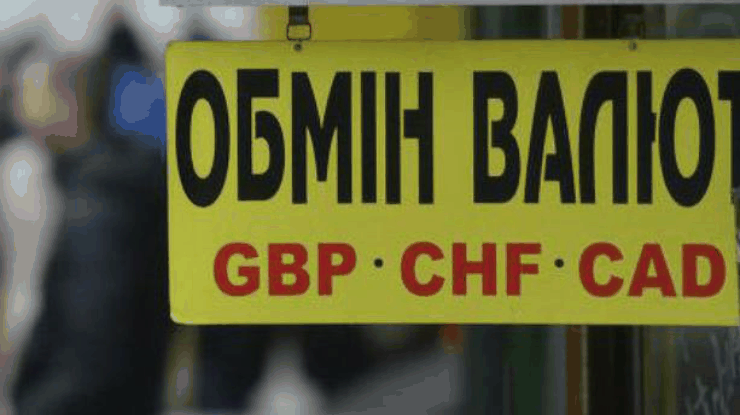 ОБМІН ВАЛЮТ
GBP · CHF · CAD